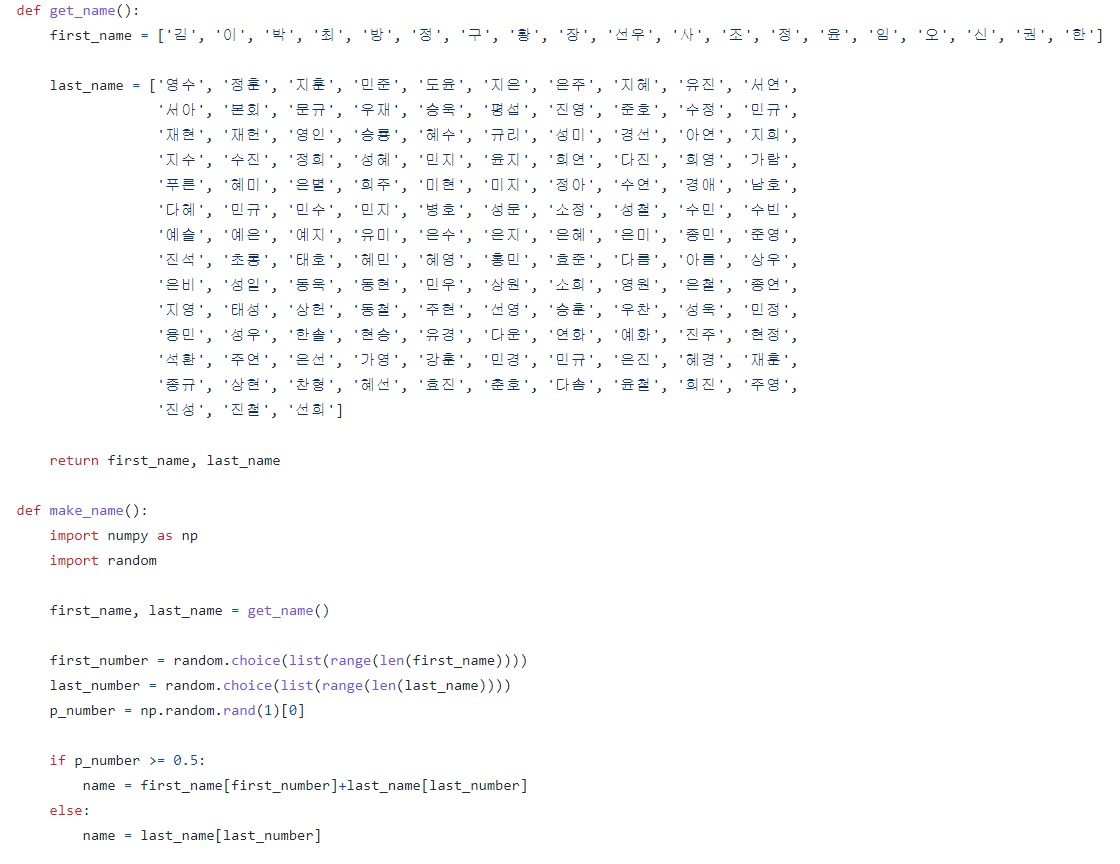 def get_name():
    first_name = ['김', '이', '박', '최', '방', '정', '구', '황', '장', '선우', '사', '조', '정', '윤', '임', '오', '신', '권', '한']
    last_name = ['영수', '정훈', '지훈', '민준', '도윤', '지은', '은주', '지혜', '유진', '서연',
                 '서아', '본회', '문규', '우재', '승욱', '평섭', '진영', '준호', '수정', '민규',
                 '재현', '재헌', '영인', '승룡', '혜수', '규리', '성미', '경선', '아연', '지희',
                 '지수', '수진', '정희', '성혜', '민지', '윤지', '희연', '다진', '희영', '가람',
                 '푸른', '혜미', '은별', '희주', '미현', '미지', '정아', '수연', '경애', '남호',
                 '다혜', '민규', '민수', '민지', '병호', '성문', '소정', '성철', '수민', '수빈',
                 '예슬', '예은', '예지', '유미', '은수', '은지', '은혜', '은미', '종민', '준영',
                 '진석', '초롱', '태호', '혜민', '혜영', '홍민', '효준', '다름', '아름', '상우',
                 '은비', '성일', '동욱', '동현', '민우', '상원', '소희', '영원', '은철', '종연',
                 '지영', '태성', '상헌', '동철', '주현', '선영', '승훈', '우찬', '성욱', '민정',
                 '용민', '성우', '한솔', '현승', '유경', '다운', '연화', '예화', '진주', '현정',
                 '석환', '주연', '은선', '가영', '강훈', '민경', '민규', '은진', '혜경', '재훈',
                 '종규', '상현', '찬형', '혜선', '효진', '춘호', '다솜', '윤철', '희진', '주영',
                 '진성', '진철', '선희']
    return first_name, last_name
def make_name():
    import numpy as np
    import random
    first_name, last_name = get_name()
    first_number = random.choice(list(range(len(first_name))))
    last_number = random.choice(list(range(len(last_name))))
    p_number = np.random.rand(1)[0]
    if p_number >= 0.5:
        name = first_name[first_number]+last_name[last_number]
    else:
        name = last_name[last_number]